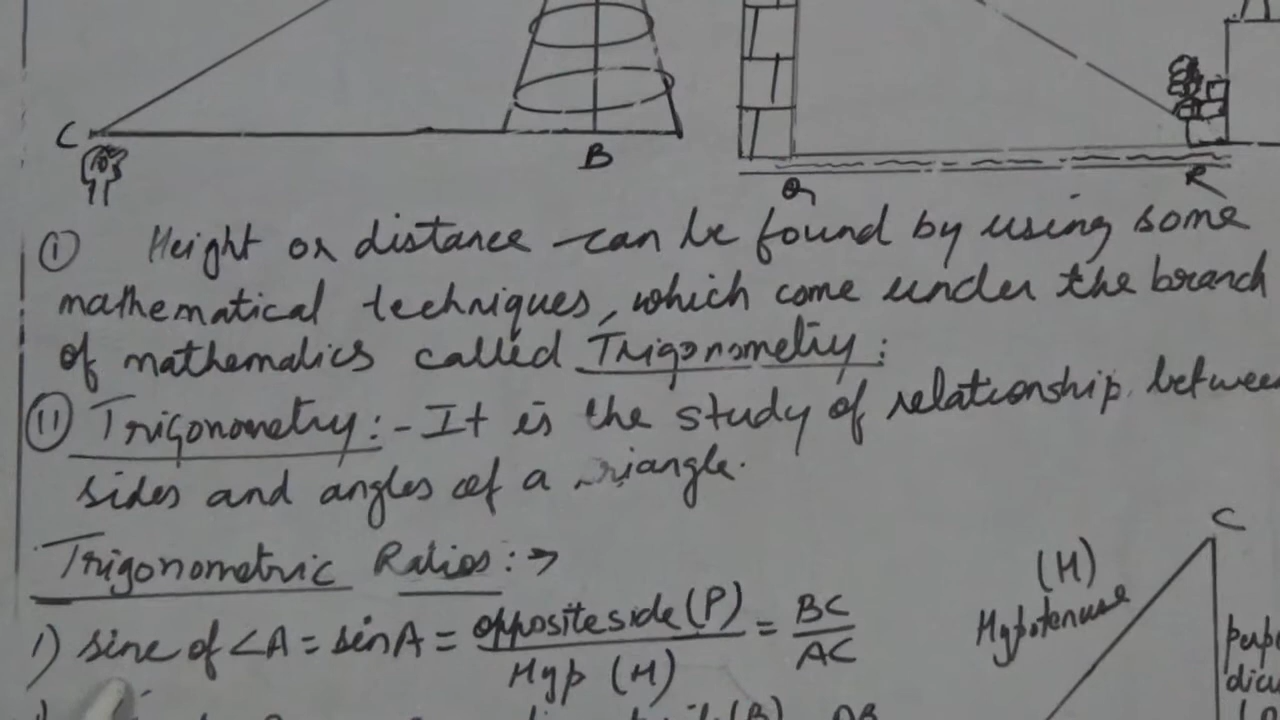 C
B
Q
R
① Height or distance can be found by using some
mathematical techniques, which come under the branch
of mathematics called Trigonometry:
⑪ Trigonometry:- It is the study of relationship between
sides and angles of a triangle.
Trigonometric Ratios:→
1) sine of ∠A = sinA = opposite side (P) / Hyp (H) = BC / AC
C
(H)
Hypotenuse